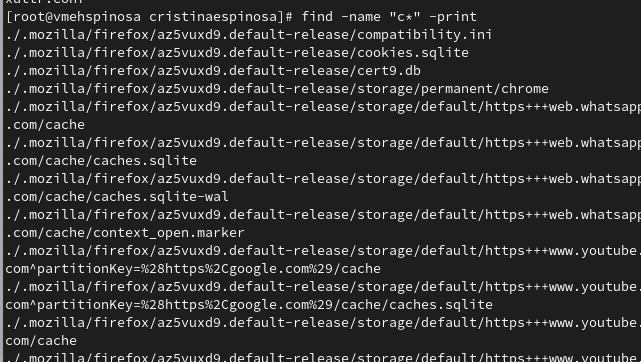 xattr.conf
[root@vmehspinosa cristinaespinosa]# find -name "c*" -print
./.mozilla/firefox/az5vuxd9.default-release/compatibility.ini
./.mozilla/firefox/az5vuxd9.default-release/cookies.sqlite
./.mozilla/firefox/az5vuxd9.default-release/cert9.db
./.mozilla/firefox/az5vuxd9.default-release/storage/permanent/chrome
./.mozilla/firefox/az5vuxd9.default-release/storage/default/https+++web.whatsapp
.com/cache
./.mozilla/firefox/az5vuxd9.default-release/storage/default/https+++web.whatsapp
.com/cache/caches.sqlite
./.mozilla/firefox/az5vuxd9.default-release/storage/default/https+++web.whatsapp
.com/cache/caches.sqlite-wal
./.mozilla/firefox/az5vuxd9.default-release/storage/default/https+++web.whatsapp
.com/cache/context_open.marker
./.mozilla/firefox/az5vuxd9.default-release/storage/default/https+++www.youtube.
com^partitionKey=%28https%2Cgoogle.com%29/cache
./.mozilla/firefox/az5vuxd9.default-release/storage/default/https+++www.youtube.
com^partitionKey=%28https%2Cgoogle.com%29/cache/caches.sqlite
./.mozilla/firefox/az5vuxd9.default-release/storage/default/https+++www.youtube.
com/cache
./.mozilla/firefox/az5vuxd9.default-release/storage/default/https+++www.youtube.